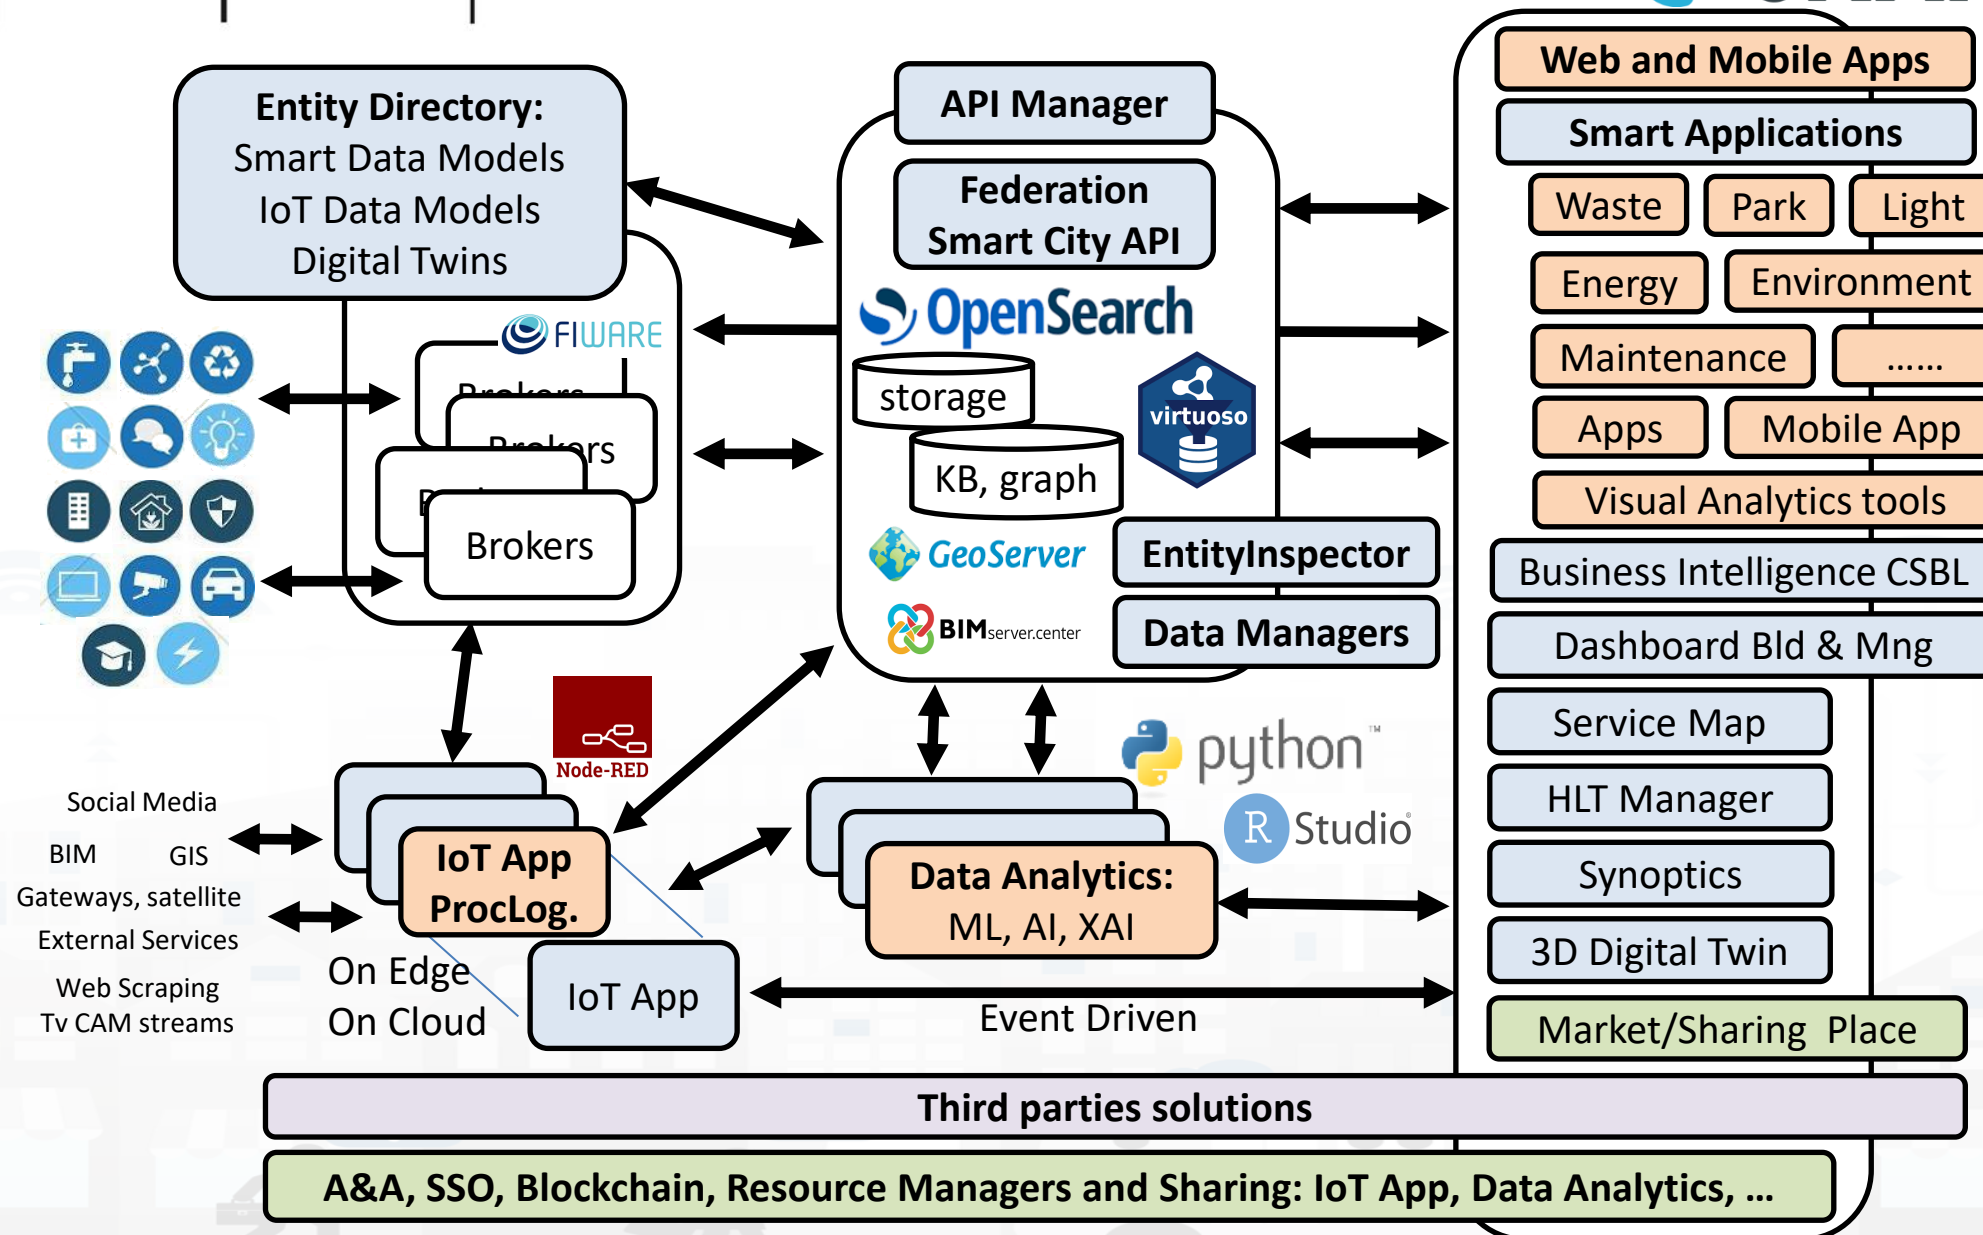 Entity Directory:
Smart Data Models
IoT Data Models
Digital Twins
FIWARE
Brokers
Brokers
Brokers
API Manager
Federation
Smart City API
OpenSearch
storage
virtuoso
KB, graph
GeoServer
EntityInspector
BIMserver.center
Data Managers
Node-RED
Social Media
BIM GIS
Gateways, satellite
External Services
Web Scraping
Tv CAM streams
IoT App
ProcLog.
On Edge
On Cloud
IoT App
python™
R Studio®
Data Analytics:
ML, AI, XAI
Event Driven
Web and Mobile Apps
Smart Applications
Waste Park Light
Energy Environment
Maintenance ......
Apps Mobile App
Visual Analytics tools
Business Intelligence CSBL
Dashboard Bld & Mng
Service Map
HLT Manager
Synoptics
3D Digital Twin
Market/Sharing Place
Third parties solutions
A&A, SSO, Blockchain, Resource Managers and Sharing: IoT App, Data Analytics, ...